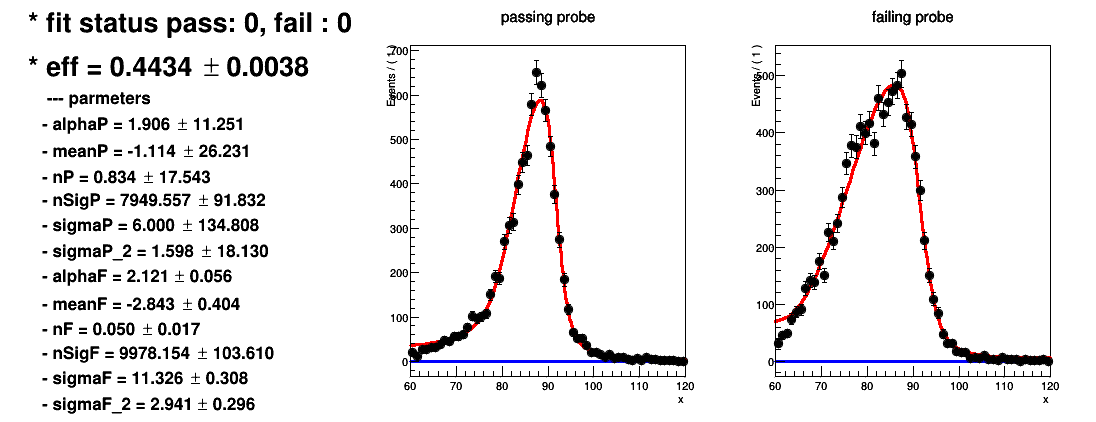 * fit status pass: 0, fail : 0
* eff = 0.4434 ± 0.0038
--- parmeters
- alphaP = 1.906 ± 11.251
- meanP = -1.114 ± 26.231
- nP = 0.834 ± 17.543
- nSigP = 7949.557 ± 91.832
- sigmaP = 6.000 ± 134.808
- sigmaP_2 = 1.598 ± 18.130
- alphaF = 2.121 ± 0.056
- meanF = -2.843 ± 0.404
- nF = 0.050 ± 0.017
- nSigF = 9978.154 ± 103.610
- sigmaF = 11.326 ± 0.308
- sigmaF_2 = 2.941 ± 0.296
passing probe
Events / ( 1 )
700
600
500
400
300
200
100
0
60 70 80 90 100 110 120
x
failing probe
Events / ( 1 )
500
400
300
200
100
0
60 70 80 90 100 110 120
x